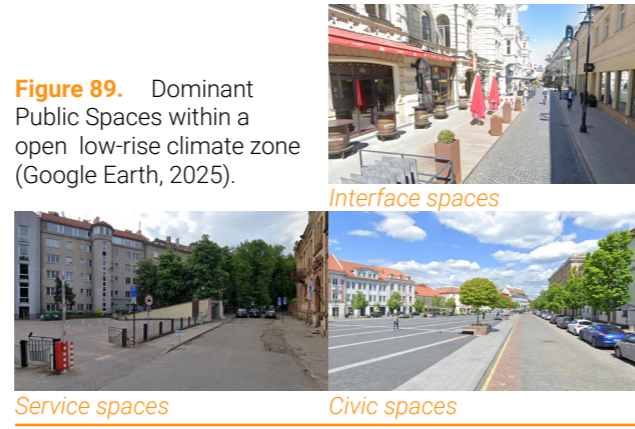 Figure 89. Dominant
Public Spaces within a
open low-rise climate zone
(Google Earth, 2025).
Interface spaces
Service spaces
Civic spaces